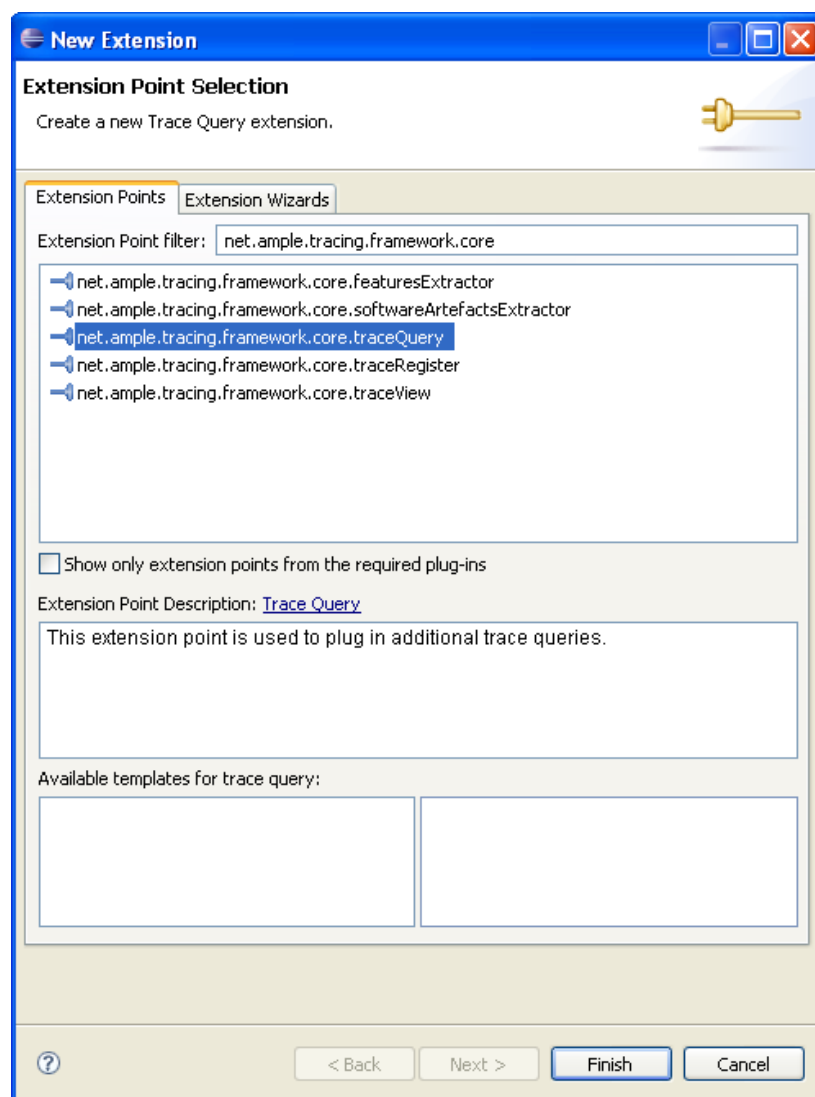 New Extension
Extension Point Selection
Create a new Trace Query extension.
Extension Points
Extension Wizards
Extension Point filter: net.ample.tracing.framework.core
net.ample.tracing.framework.core.featuresExtractor
net.ample.tracing.framework.core.softwareArtefactsExtractor
net.ample.tracing.framework.core.traceQuery
net.ample.tracing.framework.core.traceRegister
net.ample.tracing.framework.core.traceView
Show only extension points from the required plug-ins
Extension Point Description: Trace Query
This extension point is used to plug in additional trace queries.
Available templates for trace query:
?
< Back
Next >
Finish
Cancel